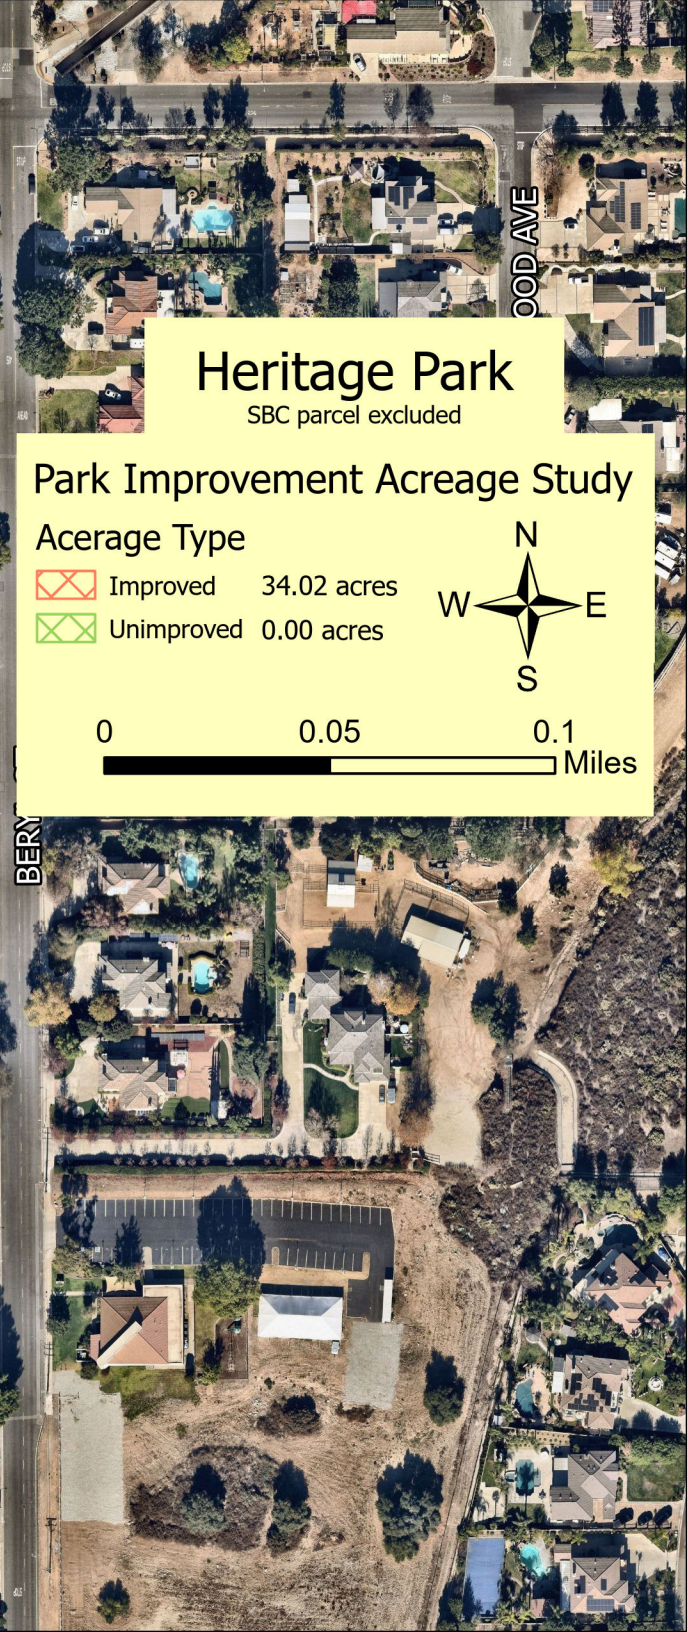 OOD AVE
Heritage Park
SBC parcel excluded
Park Improvement Acreage Study
Acerage Type
Improved 34.02 acres
Unimproved 0.00 acres
N
W E
S
0 0.05 0.1
Miles
BERY
STOP